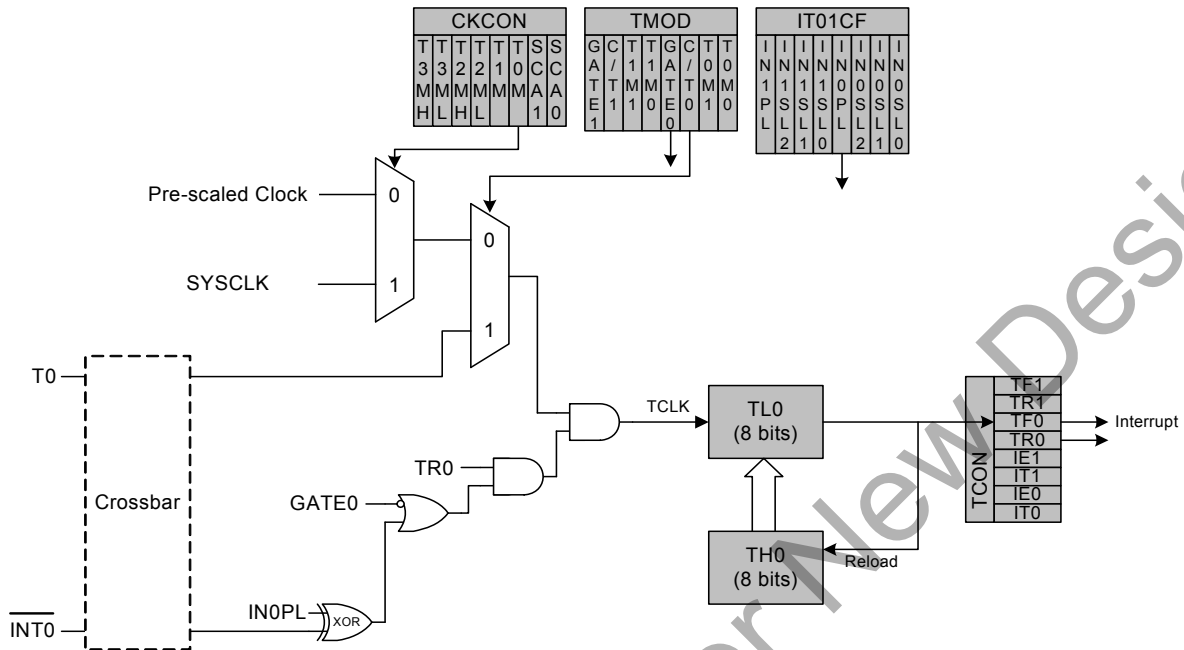 CKCON
T3MH
T3ML
T2MH
T2ML
T1M
T0M
SCA1
SCA0
TMOD
GATE1
C/T1
T1M1
T1M0
GATE0
C/T0
T0M1
T0M0
IT01CF
IN1PL
IN1SL2
IN1SL1
IN1SL0
IN0PL
IN0SL2
IN0SL1
IN0SL0
Pre-scaled Clock
0
SYSCLK
1
0
1
T0
Crossbar
INT0
TR0
GATE0
IN0PL
XOR
TCLK
TL0
(8 bits)
TH0
(8 bits)
Reload
TCON
TF1
TR1
TF0
TR0
IE1
IT1
IE0
IT0
Interrupt
New